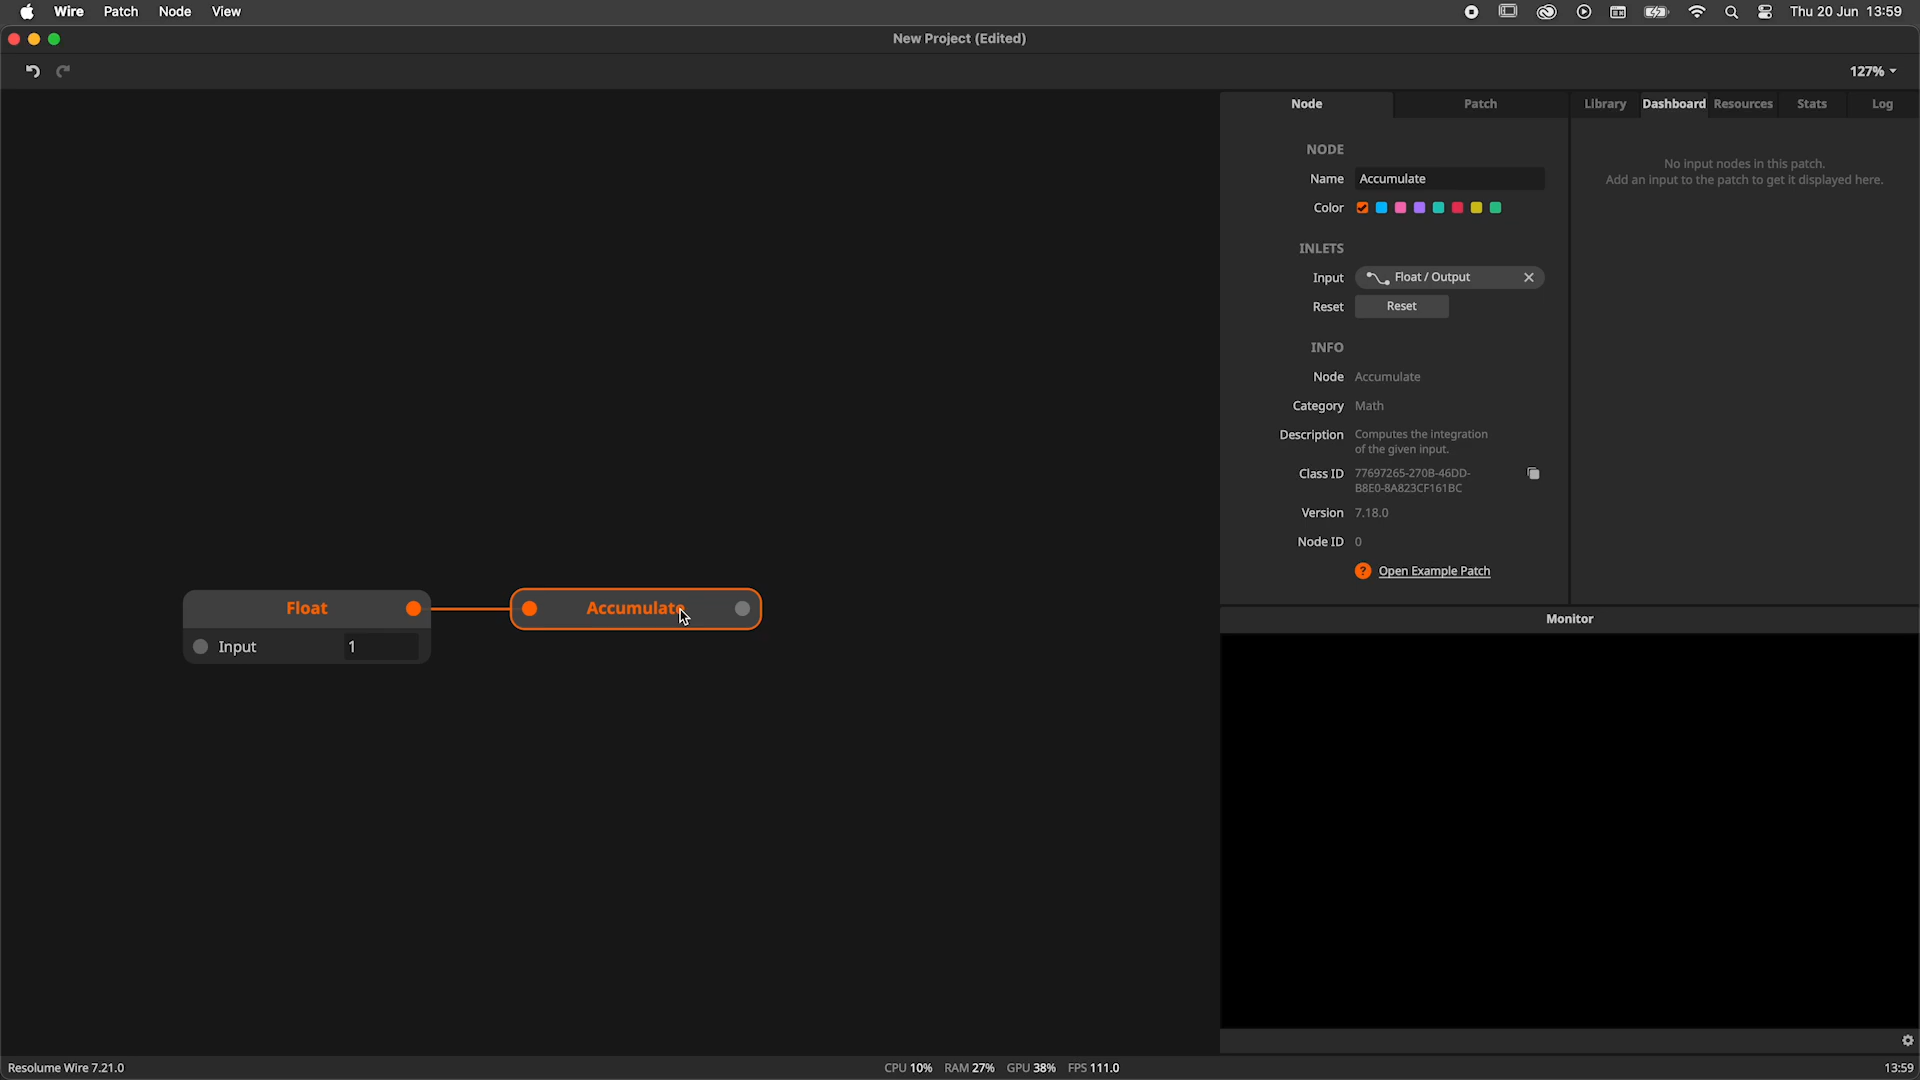 Wire Patch Node View
Thu 20 Jun 13:59
New Project (Edited)
127%
Node Patch
Library Dashboard Resources Stats Log
NODE
Name Accumulate
Color
INLETS
Input Float / Output
Reset Reset
INFO
Node Accumulate
Category Math
Description Computes the integration
of the given input.
Class ID 77697265-270B-46DD-
B8E0-8A823CF161BC
Version 7.18.0
Node ID 0
? Open Example Patch
No input nodes in this patch.
Add an input to the patch to get it displayed here.
Float
Input 1
Accumulate
Monitor
Resolume Wire 7.21.0
CPU 10% RAM 27% GPU 38% FPS 111.0
13:59